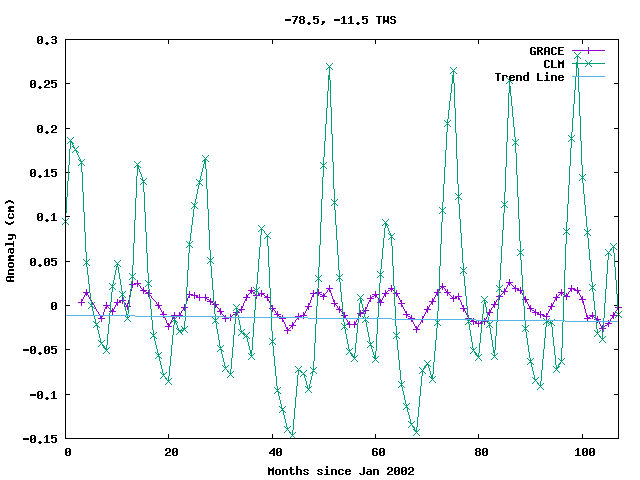 -78.5, -11.5 TWS
GRACE
CLM
Trend Line
0.3
0.25
0.2
0.15
0.1
0.05
0
-0.05
-0.1
-0.15
Anomaly (cm)
0 20 40 60 80 100
Months since Jan 2002